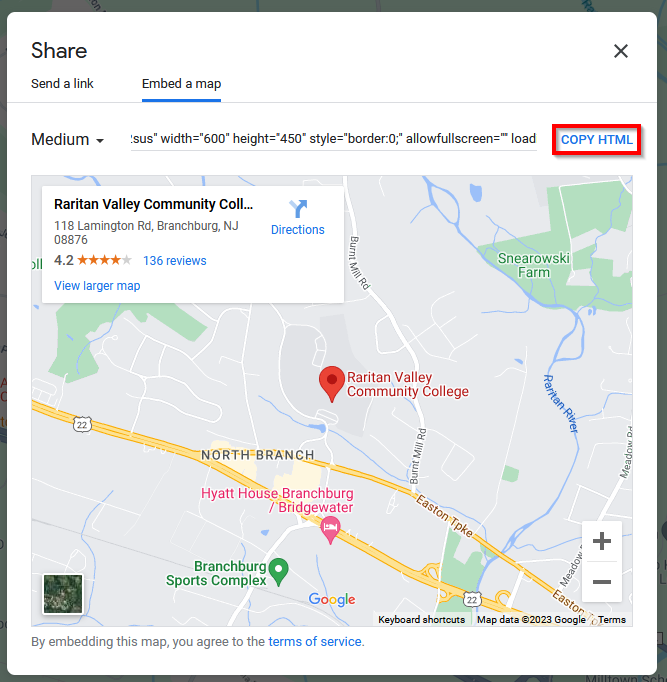 Share
Send a link
Embed a map
Medium
:sus" width="600" height="450" style="border:0;" allowfullscreen="" load
COPY HTML
Raritan Valley Community Coll...
118 Lamington Rd, Branchburg, NJ
08876
4.2
136 reviews
View larger map
Directions
Burnt Mill Rd
Snearowski
Farm
Raritan Valley
Community College
Raritan River
22
NORTH BRANCH
Burnt Mill Rd
Meadow Rd
Hyatt House Branchburg
/ Bridgewater
Easton Tpke
Branchburg
Sports Complex
Meadow Rd
22
Easton Tpke
Google
Keyboard shortcuts
Map data ©2023 Google
Terms
By embedding this map, you agree to the terms of service.